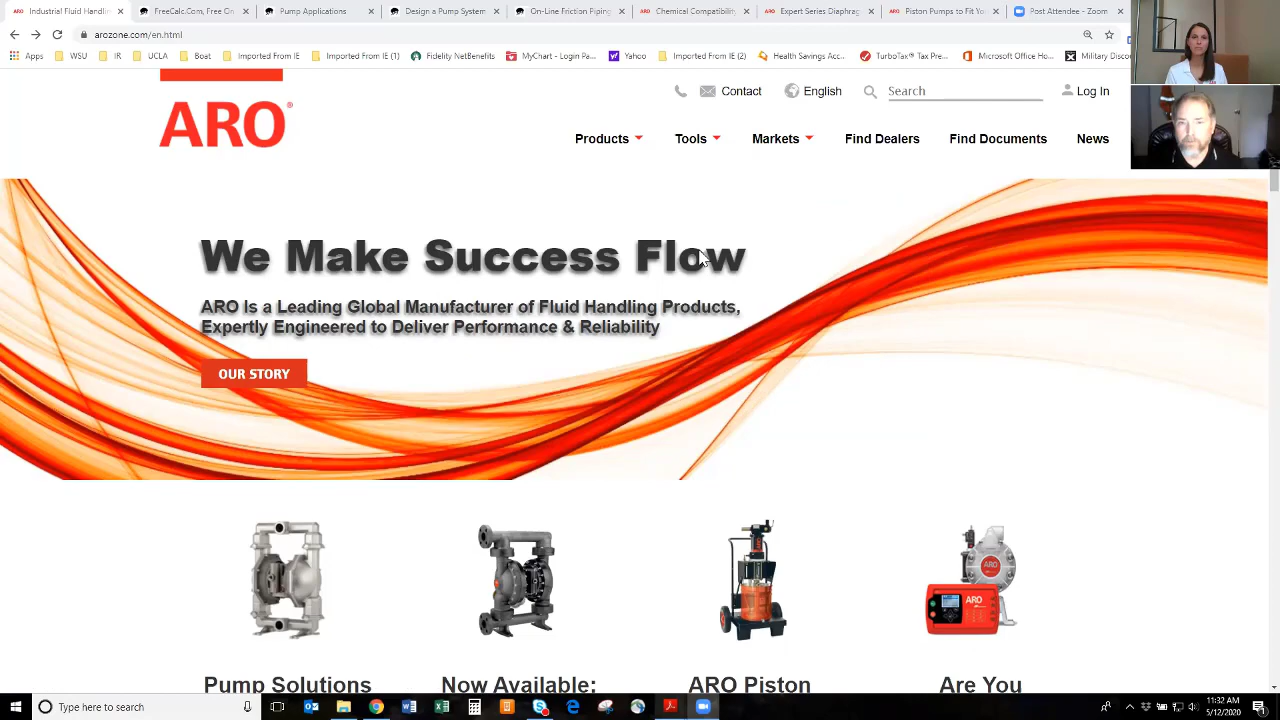 Industrial Fluid Handli
FreeCalc.Com, Free On
Pump Applications
Design a Pump System
On-Line Friction Piping
Chemical Compatibilit
Expert Series Diaphrag
Piston Pumps to Fit Yo
Post Attendee - Zoom
arozone.com/en.html
Apps
WSU
IR
UCLA
Boat
Imported From IE
Imported From IE (1)
Fidelity NetBenefits
MyChart - Login Pa...
Yahoo
Imported From IE (2)
Health Savings Acc...
TurboTax® Tax Pre...
Microsoft Office Ho...
Military Disco
ARO®
Contact
English
Search
Log In
Products
Tools
Markets
Find Dealers
Find Documents
News
We Make Success Flow
ARO Is a Leading Global Manufacturer of Fluid Handling Products,
Expertly Engineered to Deliver Performance & Reliability
OUR STORY
ARO
ARO
Pump Solutions
Now Available:
ARO Piston
Are You
Type here to search
11:32 AM
5/12/2020